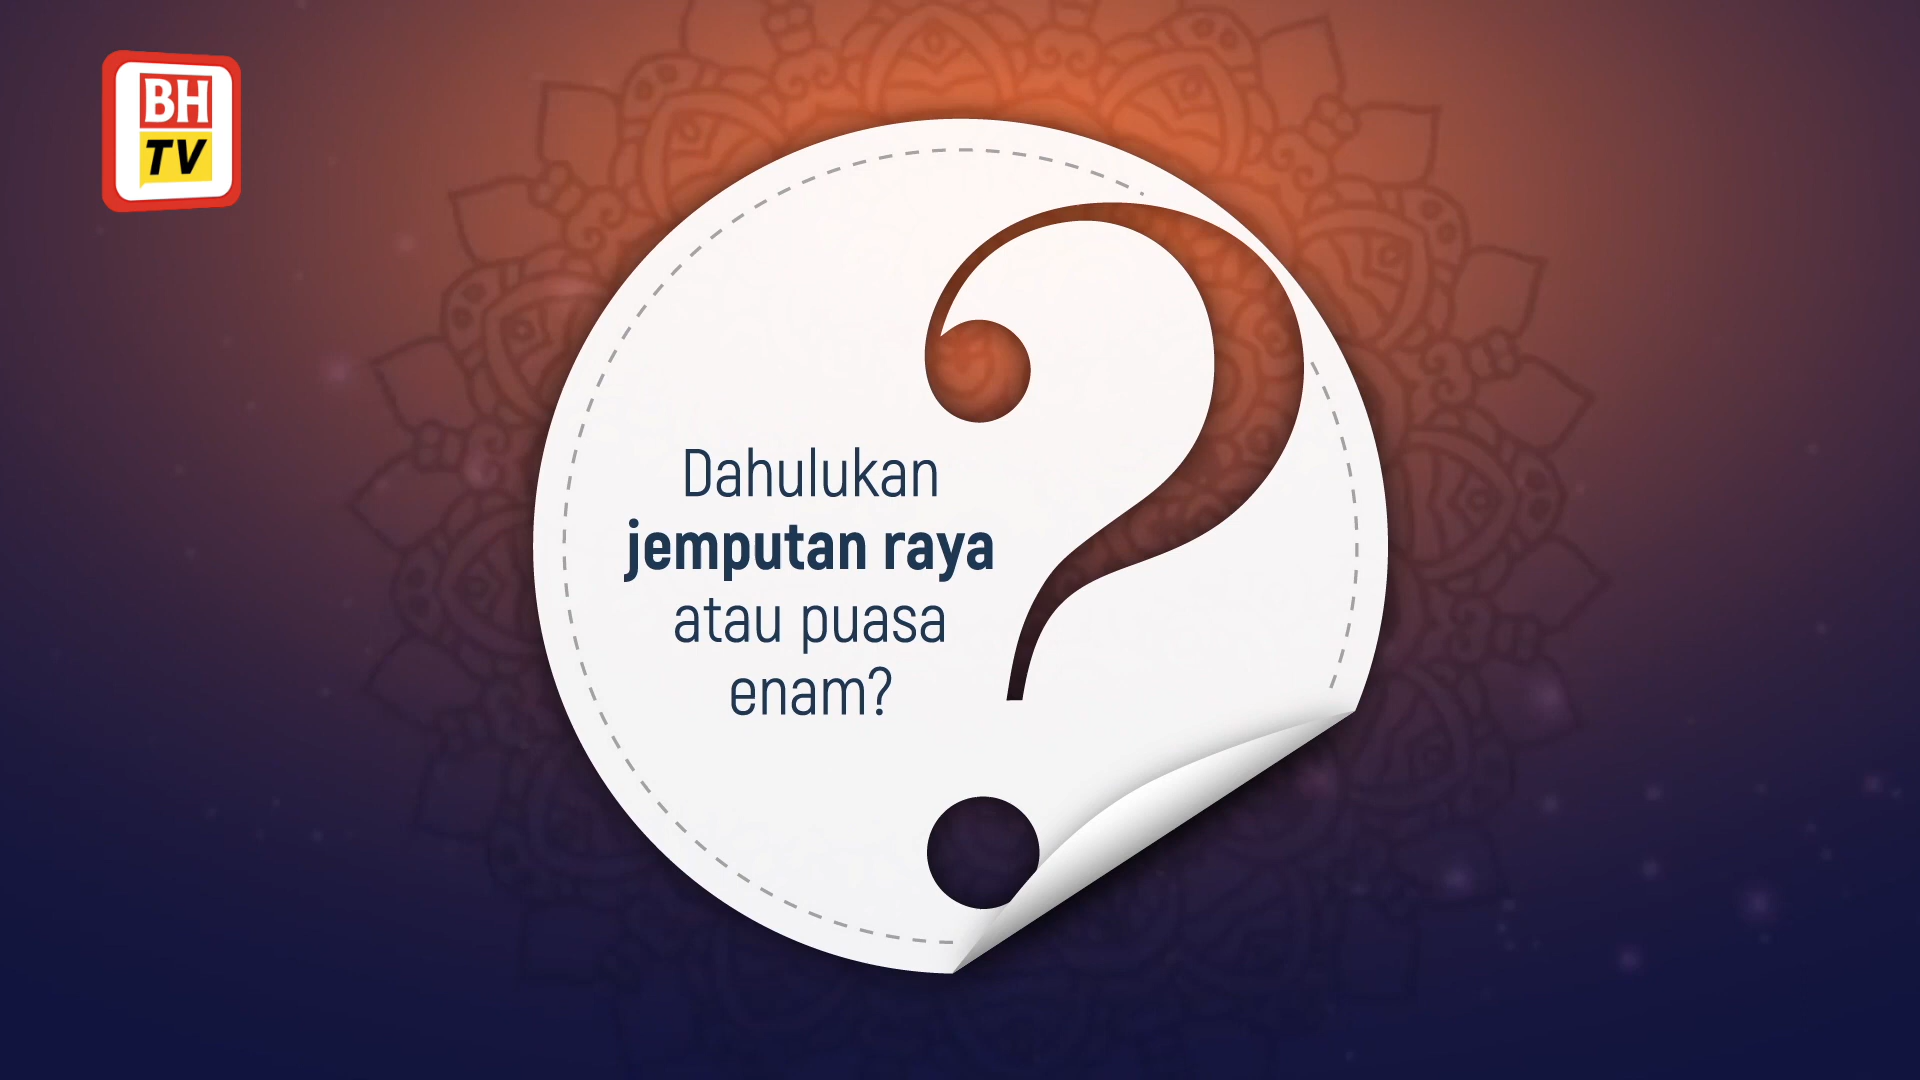 BH
TV
Dahulukan
jemputan raya
atau puasa
enam?